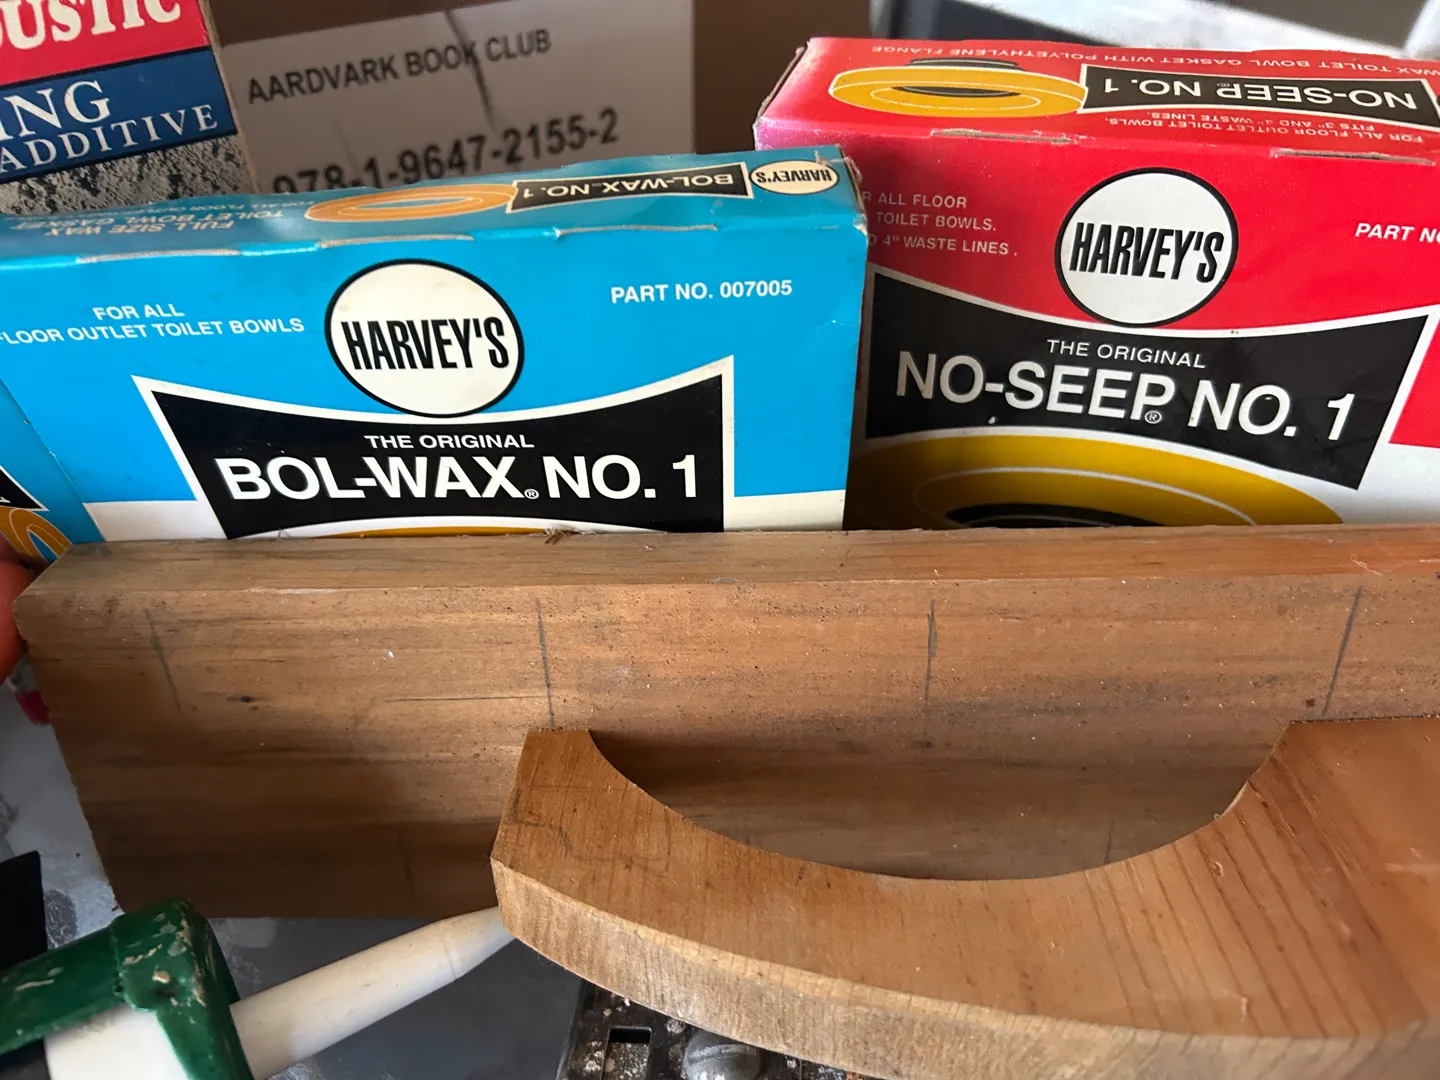 OUSTIC
ING
ADDITIVE
AARDVARK BOOK CLUB
978-1-9647-2155-2
FULL SIZE WAX
TOILET BOWL
BOL-WAX NO. 1
HARVEY'S
FOR ALL
FLOOR OUTLET TOILET BOWLS
HARVEY'S
PART NO. 007005
THE ORIGINAL
BOL-WAX® NO. 1
WAX TOILET BOWL GASKET WITH POLYETHYLENE FLANGE
NO-SEEP® NO. 1
FOR ALL FLOOR OUTLET TOILET BOWLS.
FITS 3" AND 4" WASTE LINES.
ALL FLOOR
TOILET BOWLS.
4" WASTE LINES.
HARVEY'S
PART NO
THE ORIGINAL
NO-SEEP® NO. 1